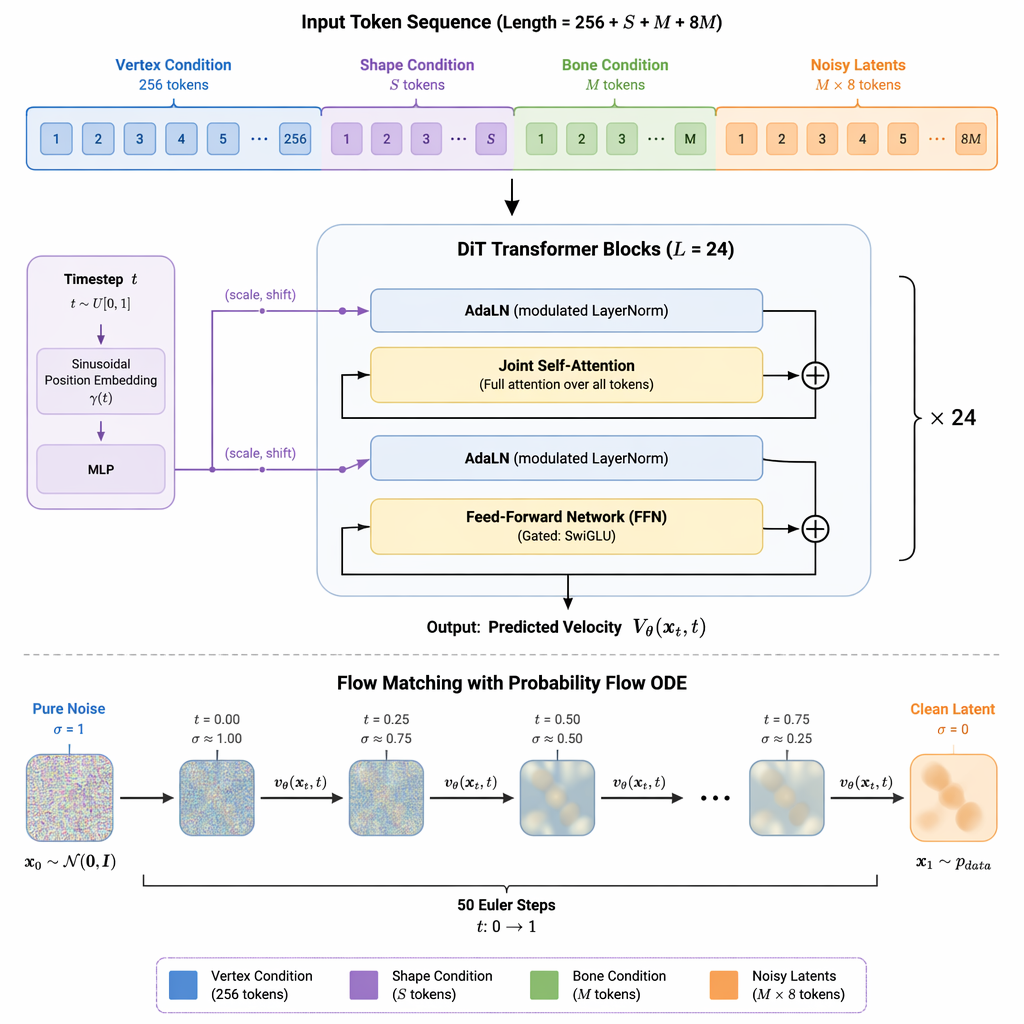 Input Token Sequence (Length = 256 + S + M + 8M)
Vertex Condition
256 tokens
Shape Condition
S tokens
Bone Condition
M tokens
Noisy Latents
M × 8 tokens
1 2 3 4 5 ··· 256
1 2 3 ··· S
1 2 3 ··· M
1 2 3 4 5 ··· 8M
DiT Transformer Blocks (L = 24)
Timestep t
t ~ U[0, 1]
Sinusoidal
Position Embedding
γ(t)
MLP
(scale, shift)
(scale, shift)
AdaLN (modulated LayerNorm)
Joint Self-Attention
(Full attention over all tokens)
AdaLN (modulated LayerNorm)
Feed-Forward Network (FFN)
(Gated: SwiGLU)
× 24
Output: Predicted Velocity V_θ(x_t, t)
Flow Matching with Probability Flow ODE
Pure Noise
σ = 1
t = 0.00
σ ≈ 1.00
t = 0.25
σ ≈ 0.75
t = 0.50
σ ≈ 0.50
t = 0.75
σ ≈ 0.25
Clean Latent
σ = 0
v_θ(x_t, t)
v_θ(x_t, t)
v_θ(x_t, t)
···
v_θ(x_t, t)
x_0 ~ N(0, I)
x_1 ~ p_data
50 Euler Steps
t: 0 → 1
Vertex Condition
(256 tokens)
Shape Condition
(S tokens)
Bone Condition
(M tokens)
Noisy Latents
(M × 8 tokens)